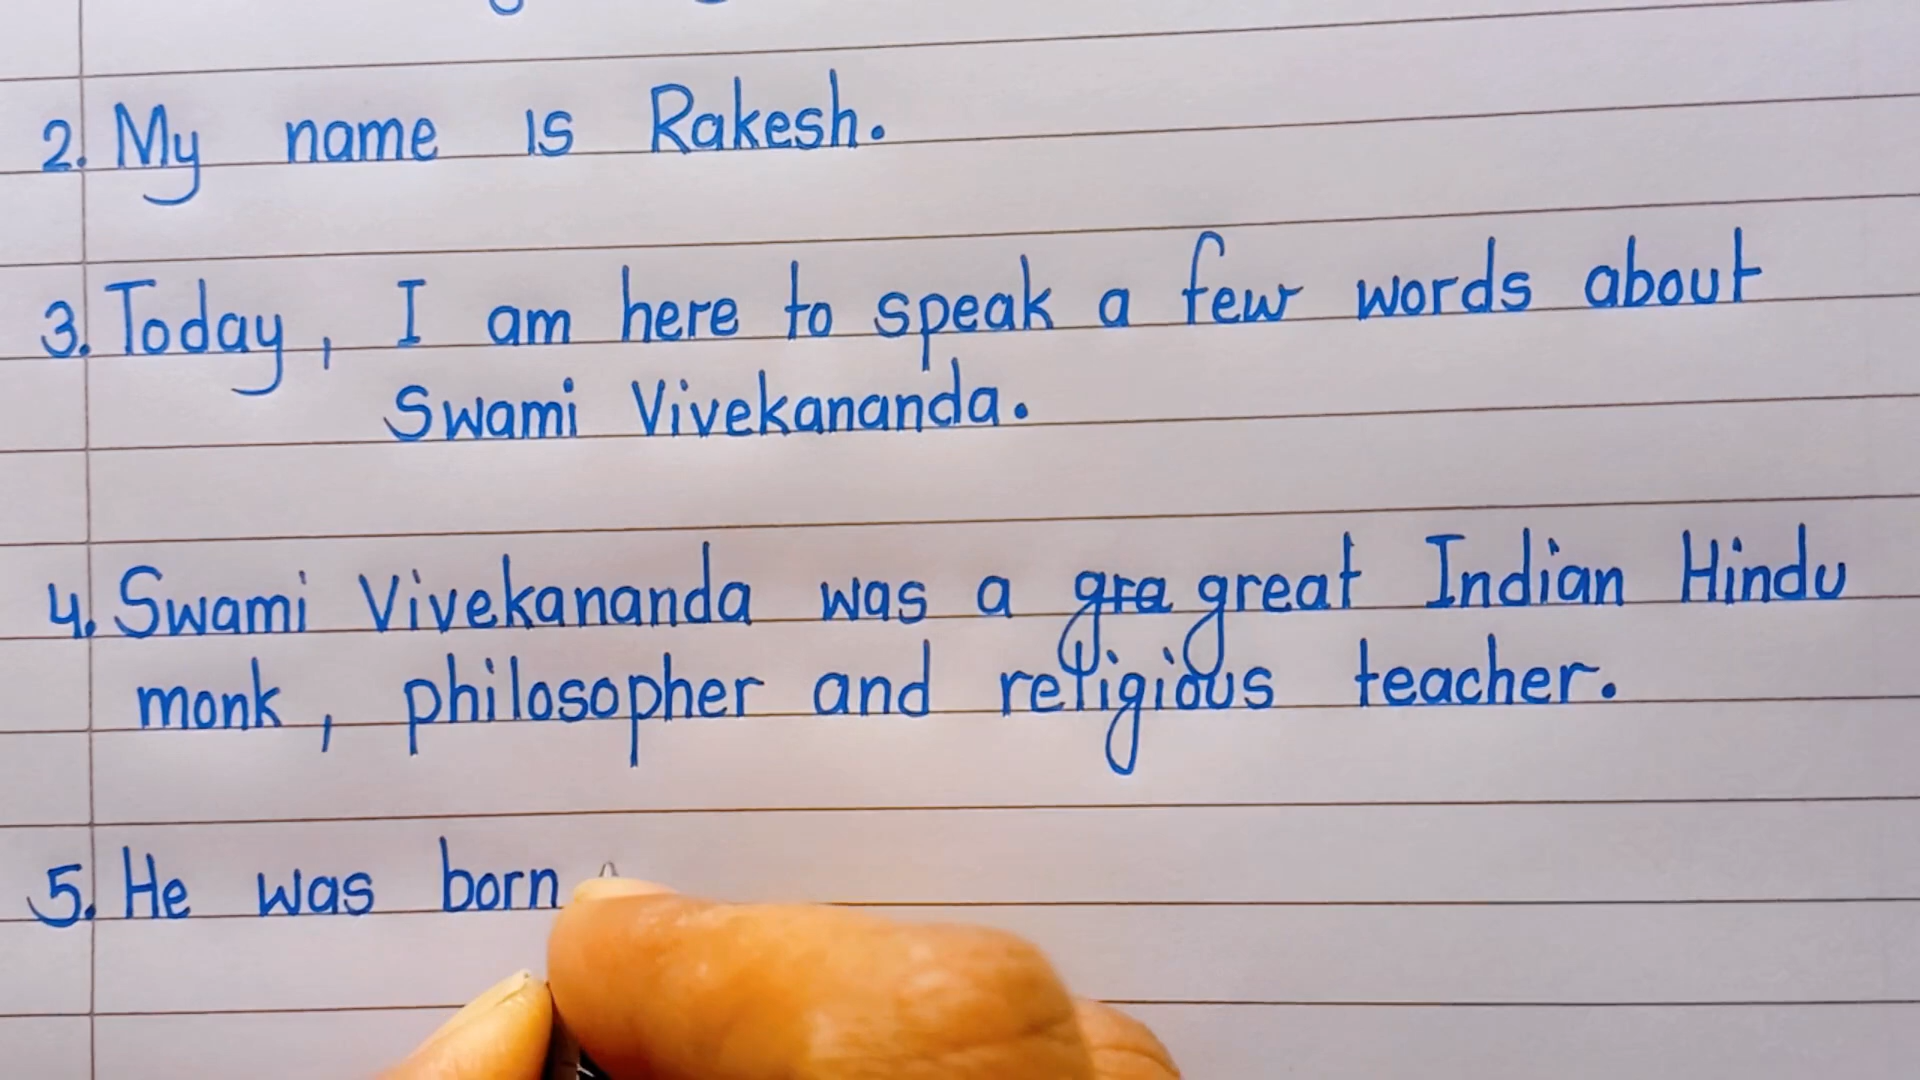 2. My name is Rakesh.
3. Today, I am here to speak a few words about
Swami Vivekananda.
4. Swami Vivekananda was a gra great Indian Hindu
monk, philosopher and religious teacher.
5. He was born